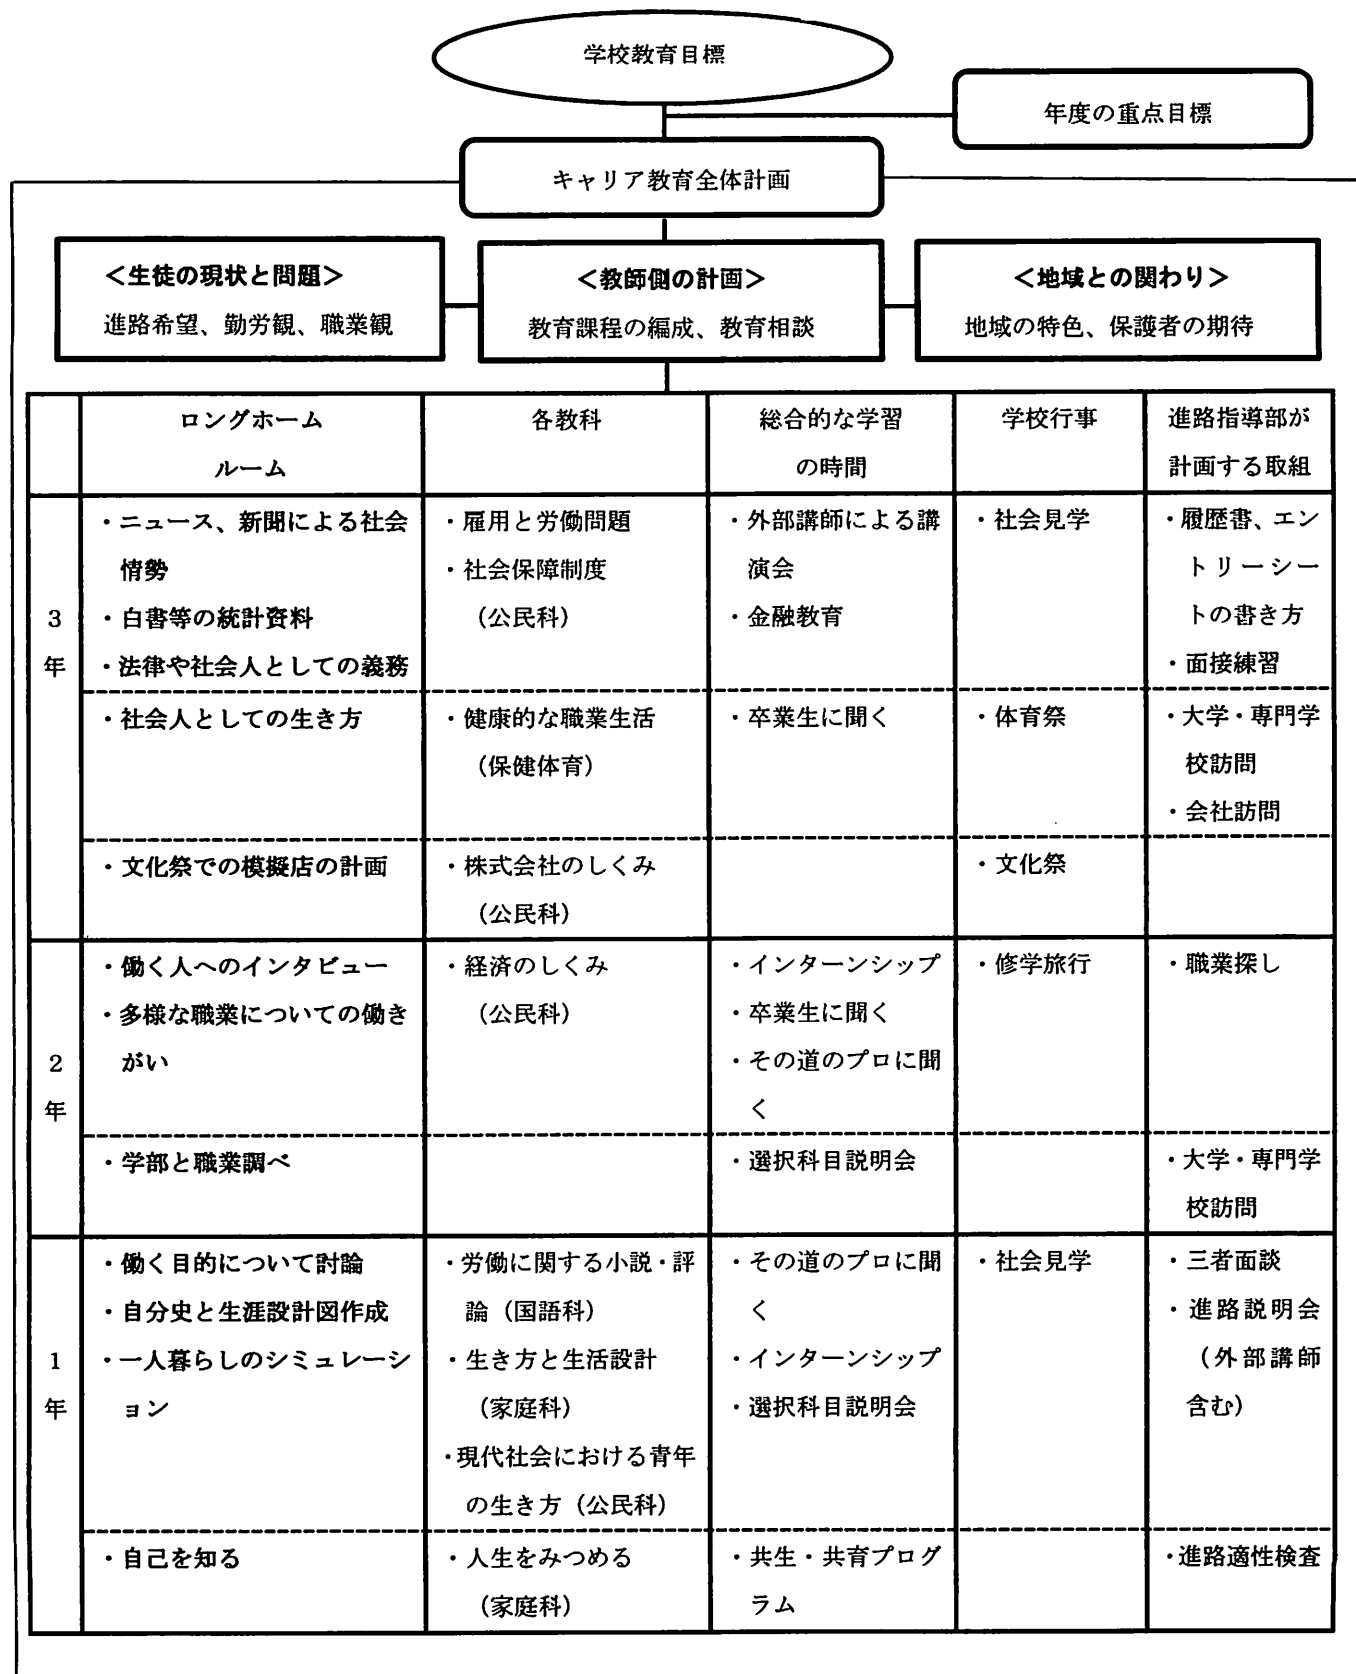 学校教育目標
年度の重点目標
キャリア教育全体計画
＜生徒の現状と問題＞
進路希望、勤労観、職業観
＜教師側の計画＞
教育課程の編成、教育相談
＜地域との関わり＞
地域の特色、保護者の期待
ロングホーム
ルーム
各教科
総合的な学習
の時間
学校行事
進路指導部が
計画する取組
3
年
・ニュース、新聞による社会
情勢
・白書等の統計資料
・法律や社会人としての義務
・雇用と労働問題
・社会保障制度
（公民科）
・外部講師による講
演会
・金融教育
・社会見学
・履歴書、エン
トリーシー
トの書き方
・面接練習
・社会人としての生き方
・健康的な職業生活
（保健体育）
・卒業生に聞く
・体育祭
・大学・専門学
校訪問
・会社訪問
・文化祭での模擬店の計画
・株式会社のしくみ
（公民科）
・文化祭
2
年
・働く人へのインタビュー
・多様な職業についての働き
がい
・経済のしくみ
（公民科）
・インターンシップ
・卒業生に聞く
・その道のプロに聞
く
・修学旅行
・職業探し
・学部と職業調べ
・選択科目説明会
・大学・専門学
校訪問
1
年
・働く目的について討論
・自分史と生涯設計図作成
・一人暮らしのシミュレーシ
ョン
・労働に関する小説・評
論（国語科）
・生き方と生活設計
（家庭科）
・現代社会における青年
の生き方（公民科）
・その道のプロに聞
く
・インターンシップ
・選択科目説明会
・社会見学
・三者面談
・進路説明会
（外部講師
含む）
・自己を知る
・人生をみつめる
（家庭科）
・共生・共育プログ
ラム
・進路適性検査